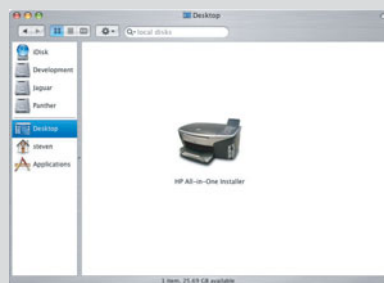 Desktop
local disks
iDisk
Development
Jaguar
Panther
Desktop
steven
Applications
HP All-in-One Installer
1 item, 25.69 GB available